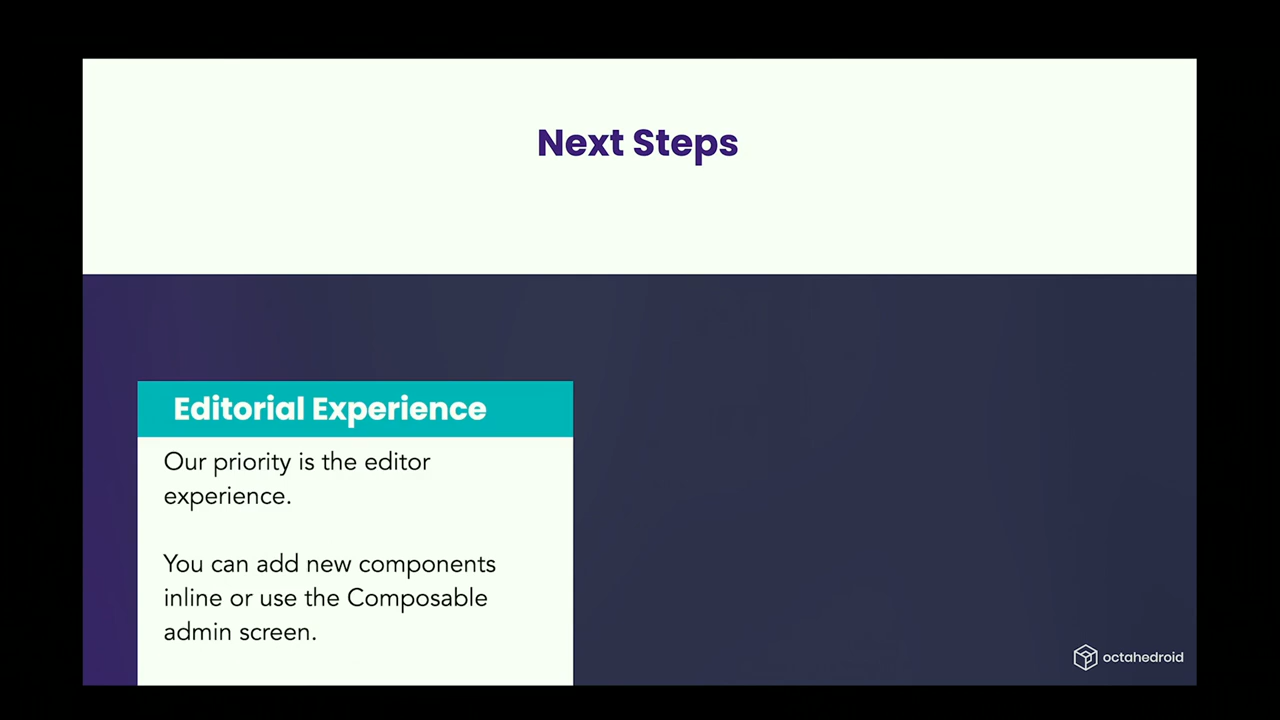 Next Steps
Editorial Experience
Our priority is the editor
experience.
You can add new components
inline or use the Composable
admin screen.
octahedroid